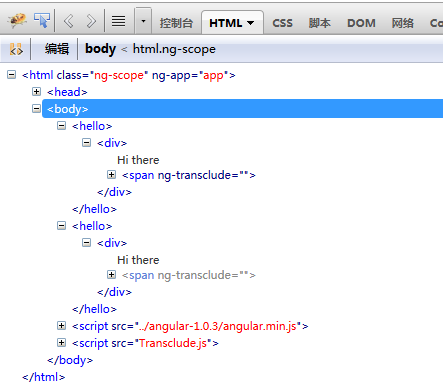 控制台 HTML CSS 脚本 DOM 网络
编辑 body < html.ng-scope
<html class="ng-scope" ng-app="app">
<head>
<body>
<hello>
<div>
Hi there
<span ng-transclude="">
</div>
</hello>
<hello>
<div>
Hi there
<span ng-transclude="">
</div>
</hello>
<script src="../angular-1.0.3/angular.min.js">
<script src="Transclude.js">
</body>
</html>